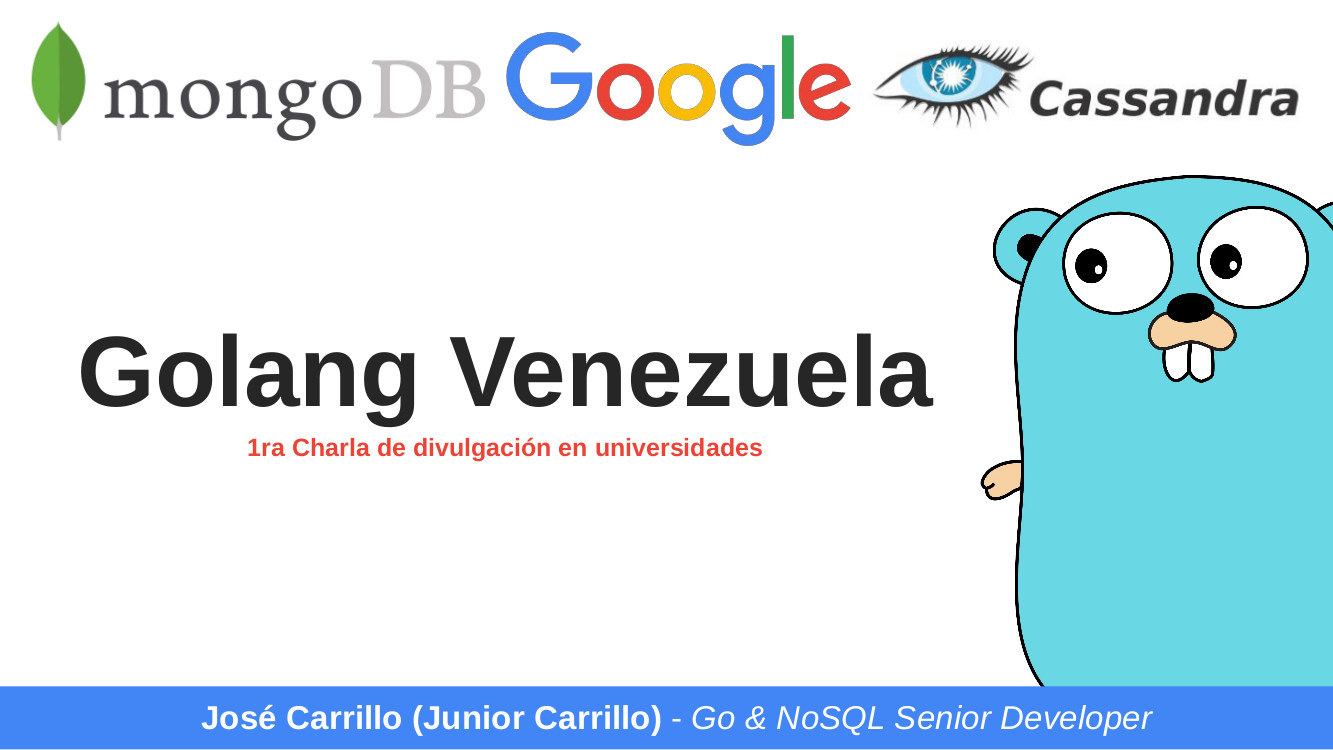 mongoDB Google Cassandra
Golang Venezuela
1ra Charla de divulgación en universidades
José Carrillo (Junior Carrillo) - Go & NoSQL Senior Developer